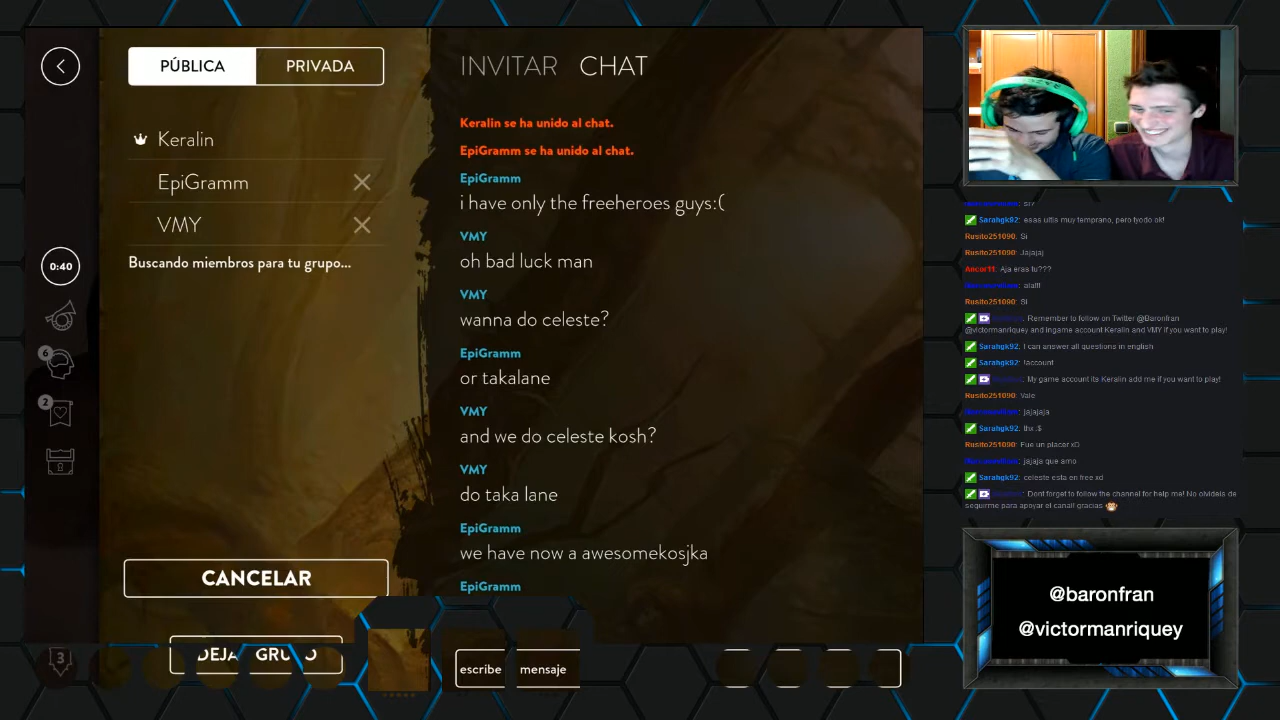 PÚBLICA
PRIVADA
Keralin
EpiGramm
VMY
Buscando miembros para tu grupo...
0:40
6
2
3
CANCELAR
INVITAR CHAT
Keralin se ha unido al chat.
EpiGramm se ha unido al chat.
EpiGramm
i have only the freeheroes guys:(
VMY
oh bad luck man
VMY
wanna do celeste?
EpiGramm
or takalane
VMY
and we do celeste kosh?
VMY
do taka lane
EpiGramm
we have now a awesomekosjka
EpiGramm
escribe mensaje
Sarahgk92: esas ultis muy temprano, pero tyodo ok!
Rusito251090: Si
Rusito251090: Jajajaj
Ancor11: Aja eras tu???
alal!!
Rusito251090: Si
Remember to follow on Twitter @Baronfran
@victormanriquey and ingame account Keralin and VMY if you want to play!
Sarahgk92: I can answer all questions in english
Sarahgk92: !account
My game account its Keralin add me if you want to play!
Rusito251090: Vale
jajajaja
Sarahgk92: thx :$
Rusito251090: Fue un placer xD
jajaja que amo
Sarahgk92: celeste esta en free xd
Dont forget to follow the channel for help me! No olvideis de
seguirme para apoyar el canal! gracias
@baronfran
@victormanriquey